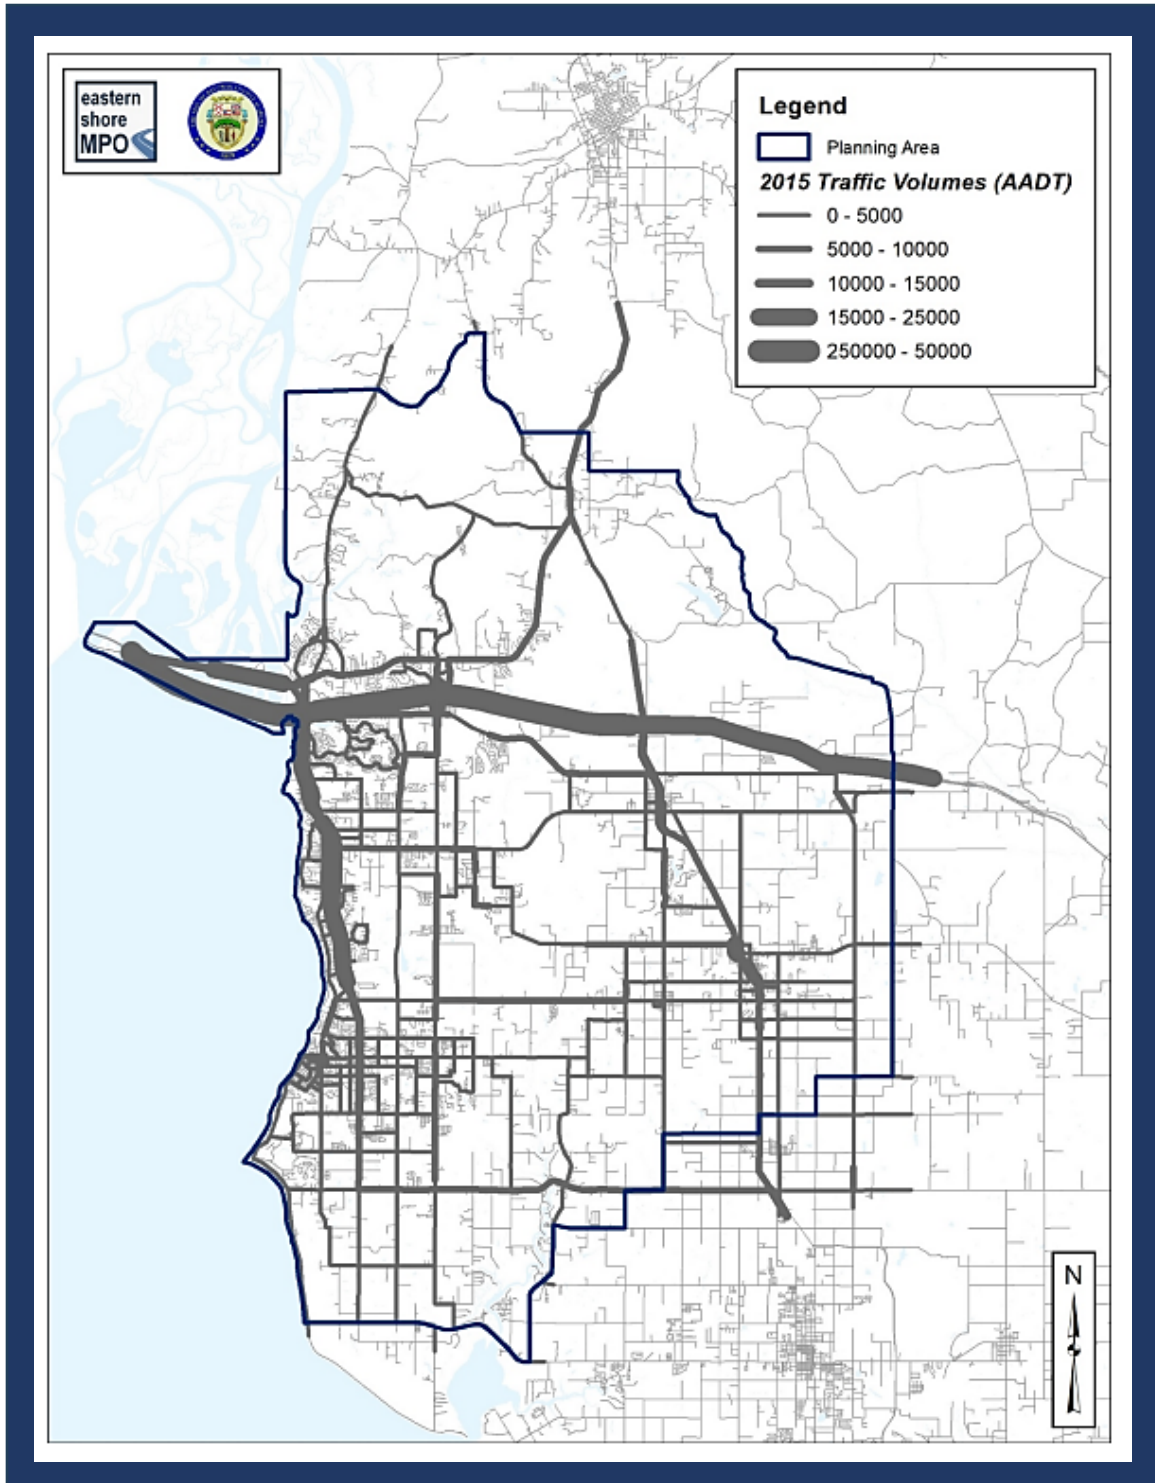 eastern
shore
MPO
Legend
Planning Area
2015 Traffic Volumes (AADT)
0 - 5000
5000 - 10000
10000 - 15000
15000 - 25000
250000 - 50000
N